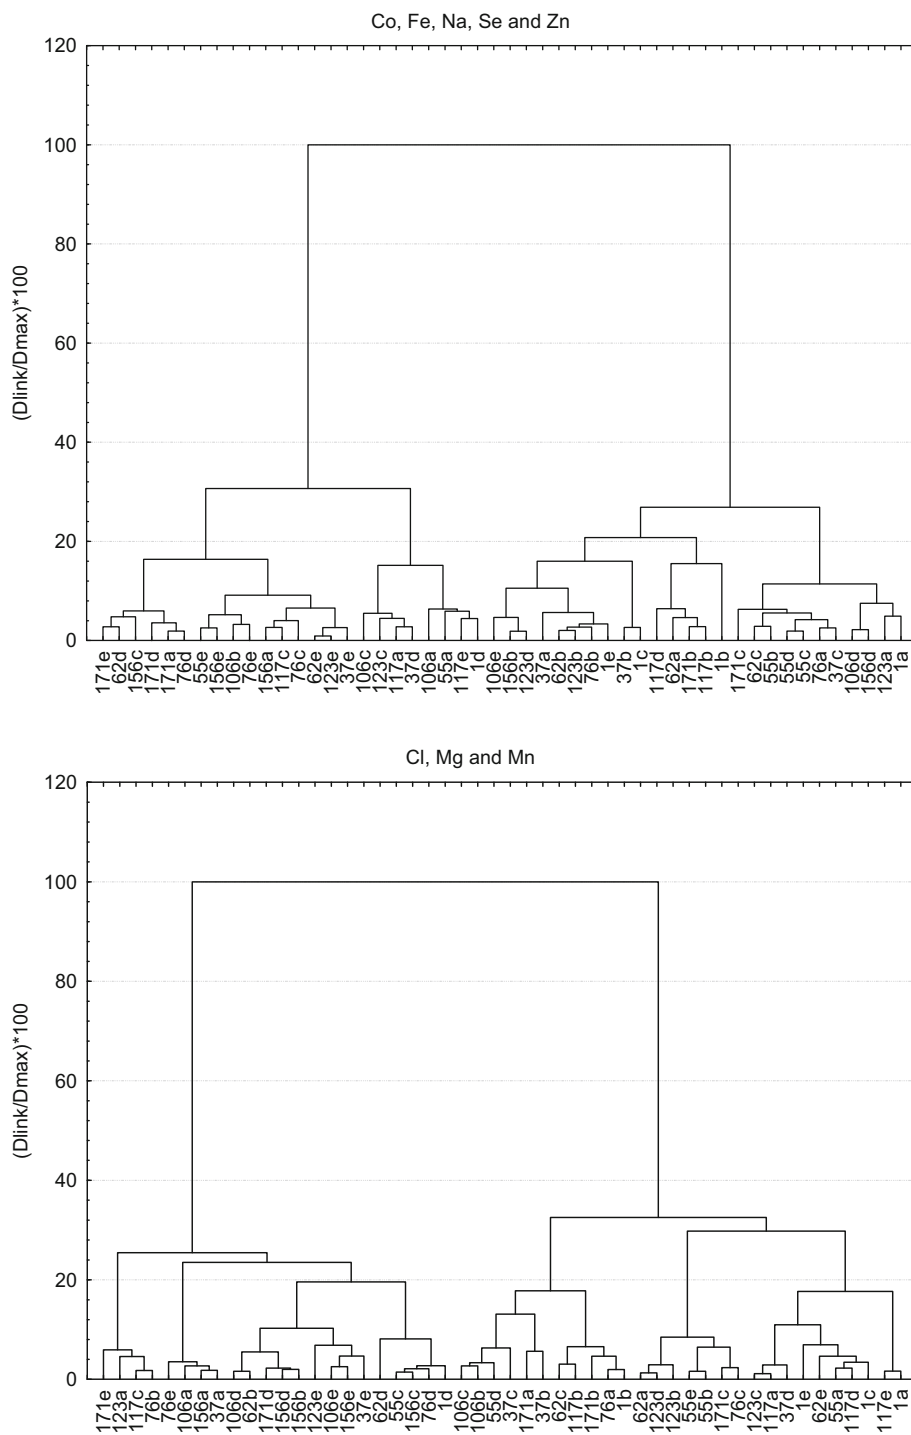 Co, Fe, Na, Se and Zn
120
100
80
60
40
20
0
(Dlink/Dmax)*100
171e 62d 156c 171d 171a 76d 55e 156e 106b 76e 156a 117c 76c 62e 123e 37e 106c 123c 117a 37d 106a 55a 117e 1d 106e 156b 123d 37a 62b 123b 76b 1e 37b 1c 117d 62a 171b 117b 1b 171c 62c 55b 55d 55c 76a 37c 106d 156d 123a 1a
Cl, Mg and Mn
120
100
80
60
40
20
0
(Dlink/Dmax)*100
171e 123a 117c 76b 76e 106a 156a 37a 106d 62b 171d 156d 156b 123e 106e 156e 37e 62d 55c 156c 76d 1d 106c 106b 55d 37c 171a 37b 62c 117b 171b 76a 1b 62a 123d 123b 55e 55b 171c 76c 123c 117a 37d 1e 62e 55a 117d 1c 117e 1a